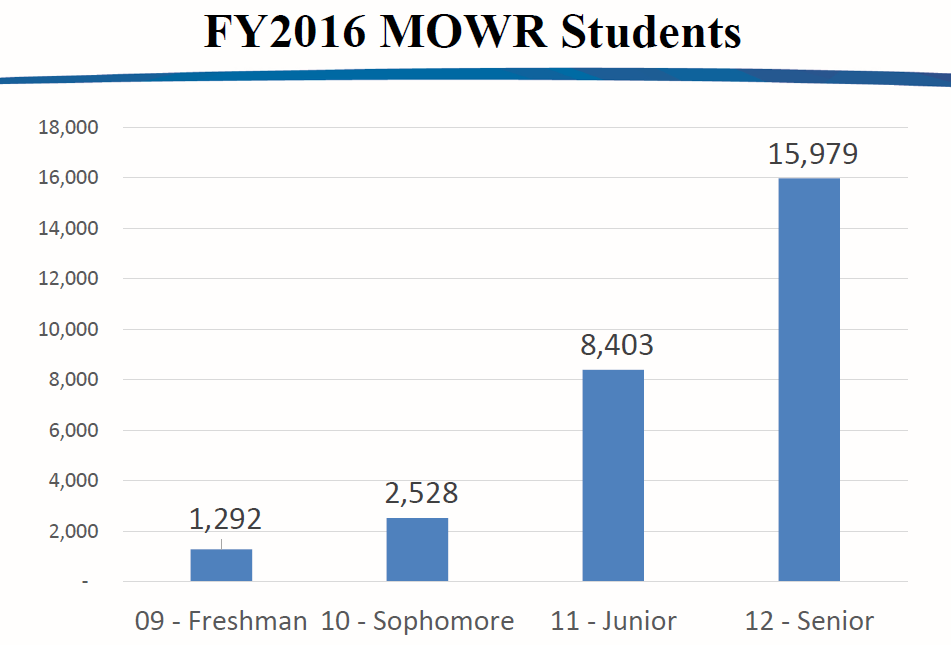 FY2016 MOWR Students
18,000
16,000
14,000
12,000
10,000
8,000
6,000
4,000
2,000
-
1,292
2,528
8,403
15,979
09 - Freshman
10 - Sophomore
11 - Junior
12 - Senior